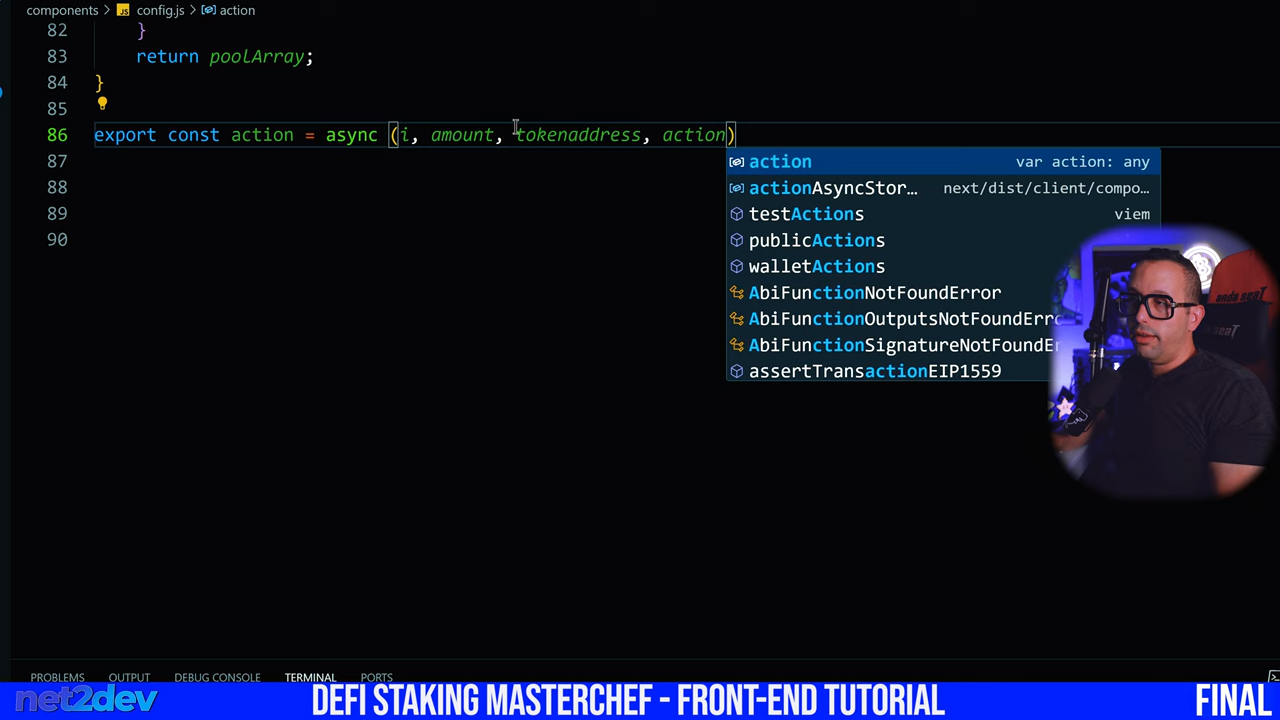 components > config.js > action
82 }
83 return poolArray;
84 }
85
86 export const action = async (i, amount, tokenaddress, action)
87
88
89
90
action var action: any
actionAsyncStor… next/dist/client/compo…
testActions viem
publicActions
walletActions
AbiFunctionNotFoundError
AbiFunctionOutputsNotFoundErro
AbiFunctionSignatureNotFoundEr
assertTransactionEIP1559
PROBLEMS OUTPUT DEBUG CONSOLE TERMINAL PORTS
net2dev DEFI STAKING MASTERCHEF - FRONT-END TUTORIAL FINAL